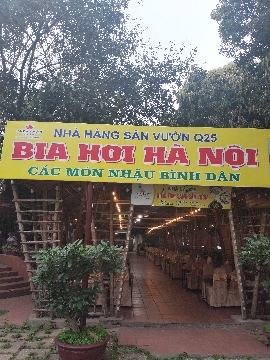 NHÀ HÀNG SÂN VƯỜN Q25
BIA HƠI HÀ NỘI
CÁC MÓN NHẬU BÌNH DÂN